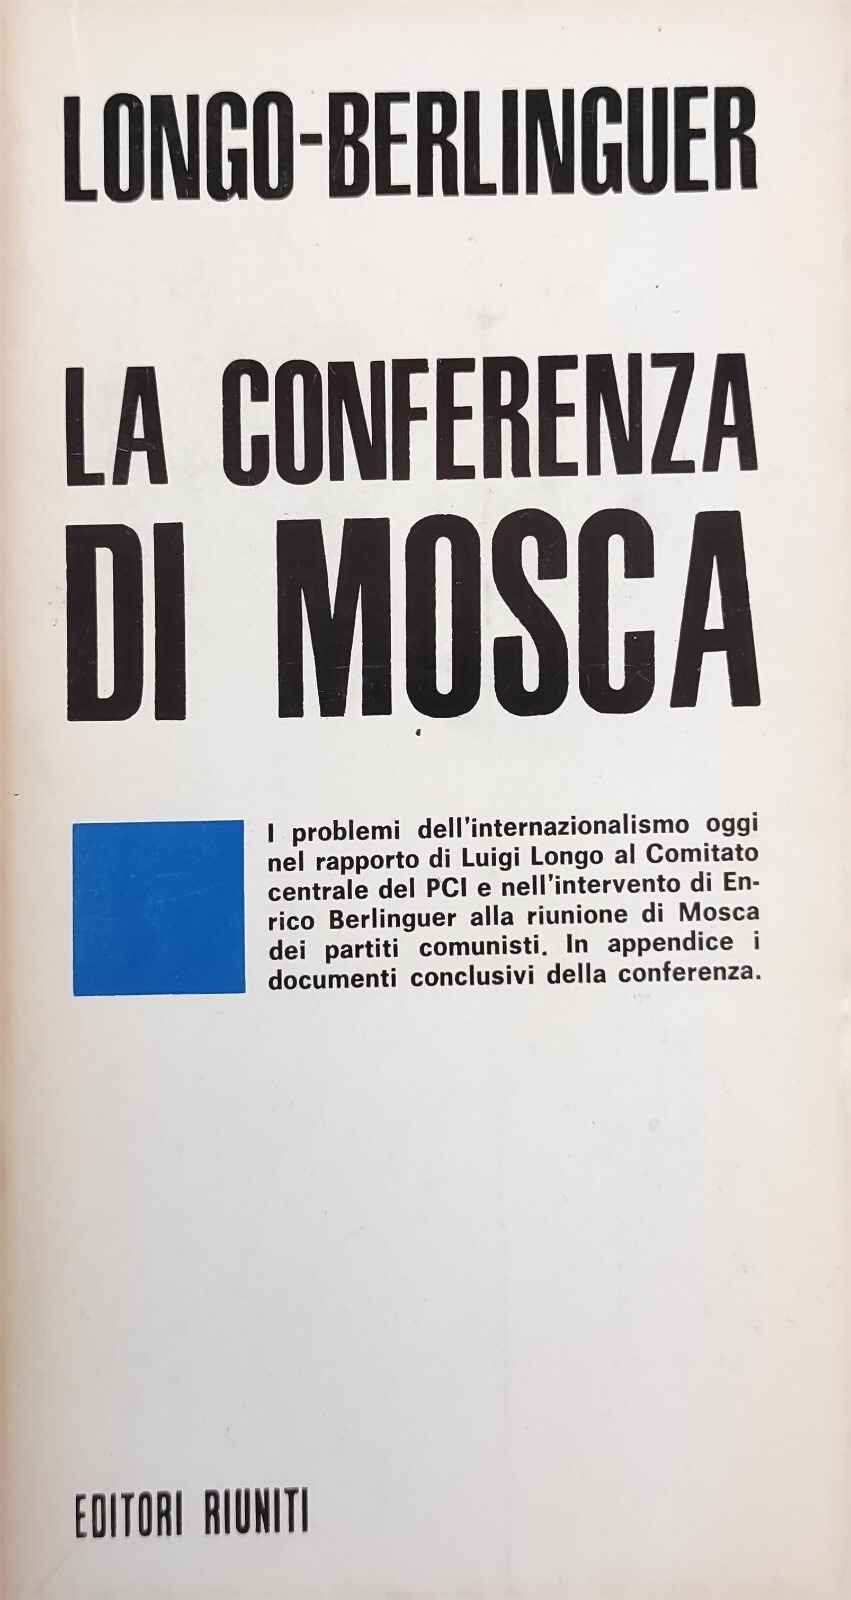 LONGO-BERLINGUER
LA CONFERENZA
DI MOSCA
I problemi dell'internazionalismo oggi
nel rapporto di Luigi Longo al Comitato
centrale del PCI e nell'intervento di En-
rico Berlinguer alla riunione di Mosca
dei partiti comunisti. In appendice i
documenti conclusivi della conferenza.
EDITORI RIUNITI